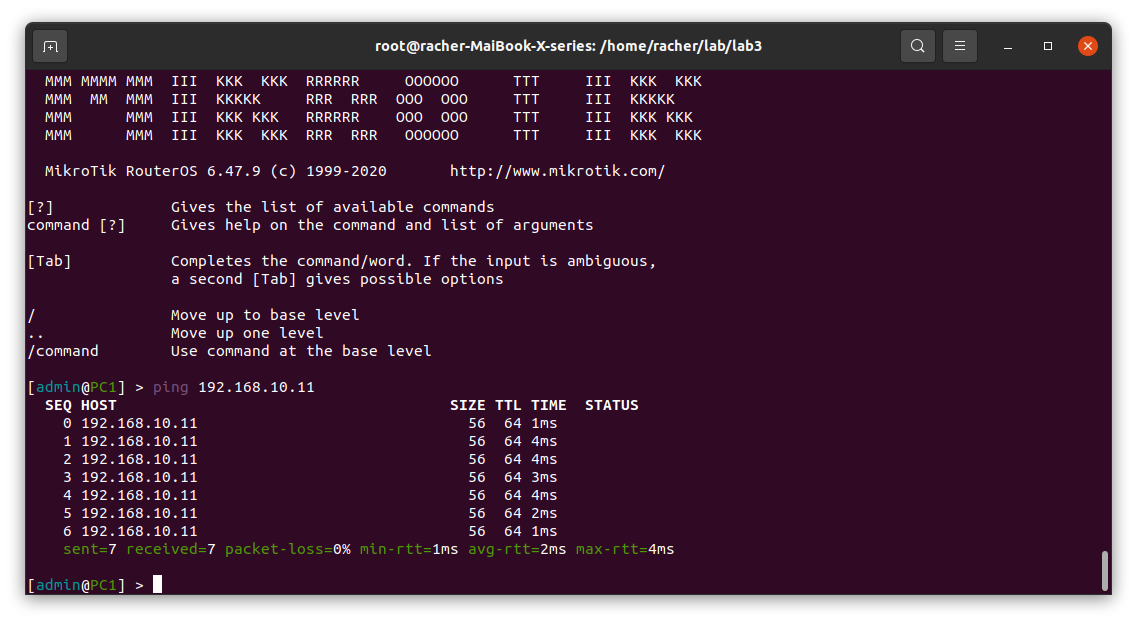 root@racher-MaiBook-X-series: /home/racher/lab/lab3
MMM MMMM MMM  III  KKK  KKK  RRRRRR     OOOOOO      TTT     III  KKK  KKK
MMM  MM  MMM  III  KKKKK     RRR  RRR  OOO  OOO     TTT     III  KKKKK
MMM      MMM  III  KKK KKK   RRRRRR    OOO  OOO     TTT     III  KKK KKK
MMM      MMM  III  KKK  KKK  RRR  RRR   OOOOOO      TTT     III  KKK  KKK
MikroTik RouterOS 6.47.9 (c) 1999-2020       http://www.mikrotik.com/
[?]             Gives the list of available commands
command [?]     Gives help on the command and list of arguments
[Tab]           Completes the command/word. If the input is ambiguous,
a second [Tab] gives possible options
/               Move up to base level
..              Move up one level
/command        Use command at the base level
[admin@PC1] > ping 192.168.10.11
SEQ HOST                                     SIZE TTL TIME  STATUS
0 192.168.10.11                              56  64 1ms
1 192.168.10.11                              56  64 4ms
2 192.168.10.11                              56  64 4ms
3 192.168.10.11                              56  64 3ms
4 192.168.10.11                              56  64 4ms
5 192.168.10.11                              56  64 2ms
6 192.168.10.11                              56  64 1ms
sent=7 received=7 packet-loss=0% min-rtt=1ms avg-rtt=2ms max-rtt=4ms
[admin@PC1] >